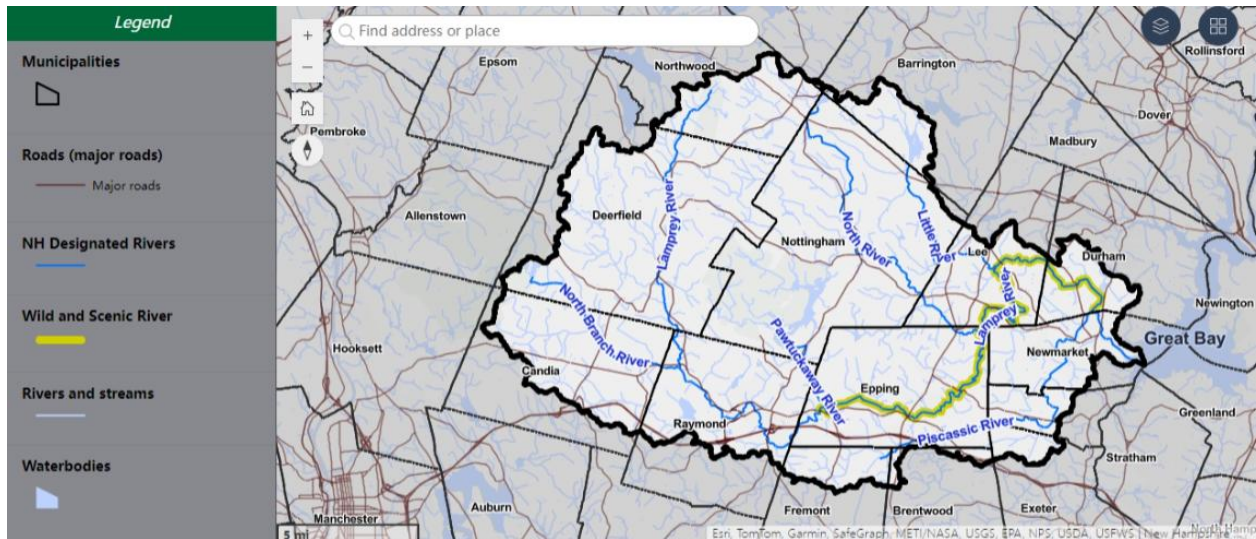 Legend
Municipalities
Roads (major roads)
Major roads
NH Designated Rivers
Wild and Scenic River
Rivers and streams
Waterbodies
+
−
Find address or place
Epsom
Northwood
Barrington
Rollinsford
Pembroke
Dover
Madbury
Allenstown
Deerfield
Lamprey River
Nottingham
North River
Little River
Lee
Durham
Newington
Great Bay
North Branch River
Pawtuckaway River
Lamprey River
Newmarket
Hooksett
Candia
Epping
Raymond
Piscassic River
Greenland
Stratham
Auburn
Fremont
Brentwood
Exeter
Manchester
North Hamp
5 mi
Esri, TomTom, Garmin, SafeGraph, METI/NASA, USGS, EPA, NPS, USDA, USFWS | New Hampshire